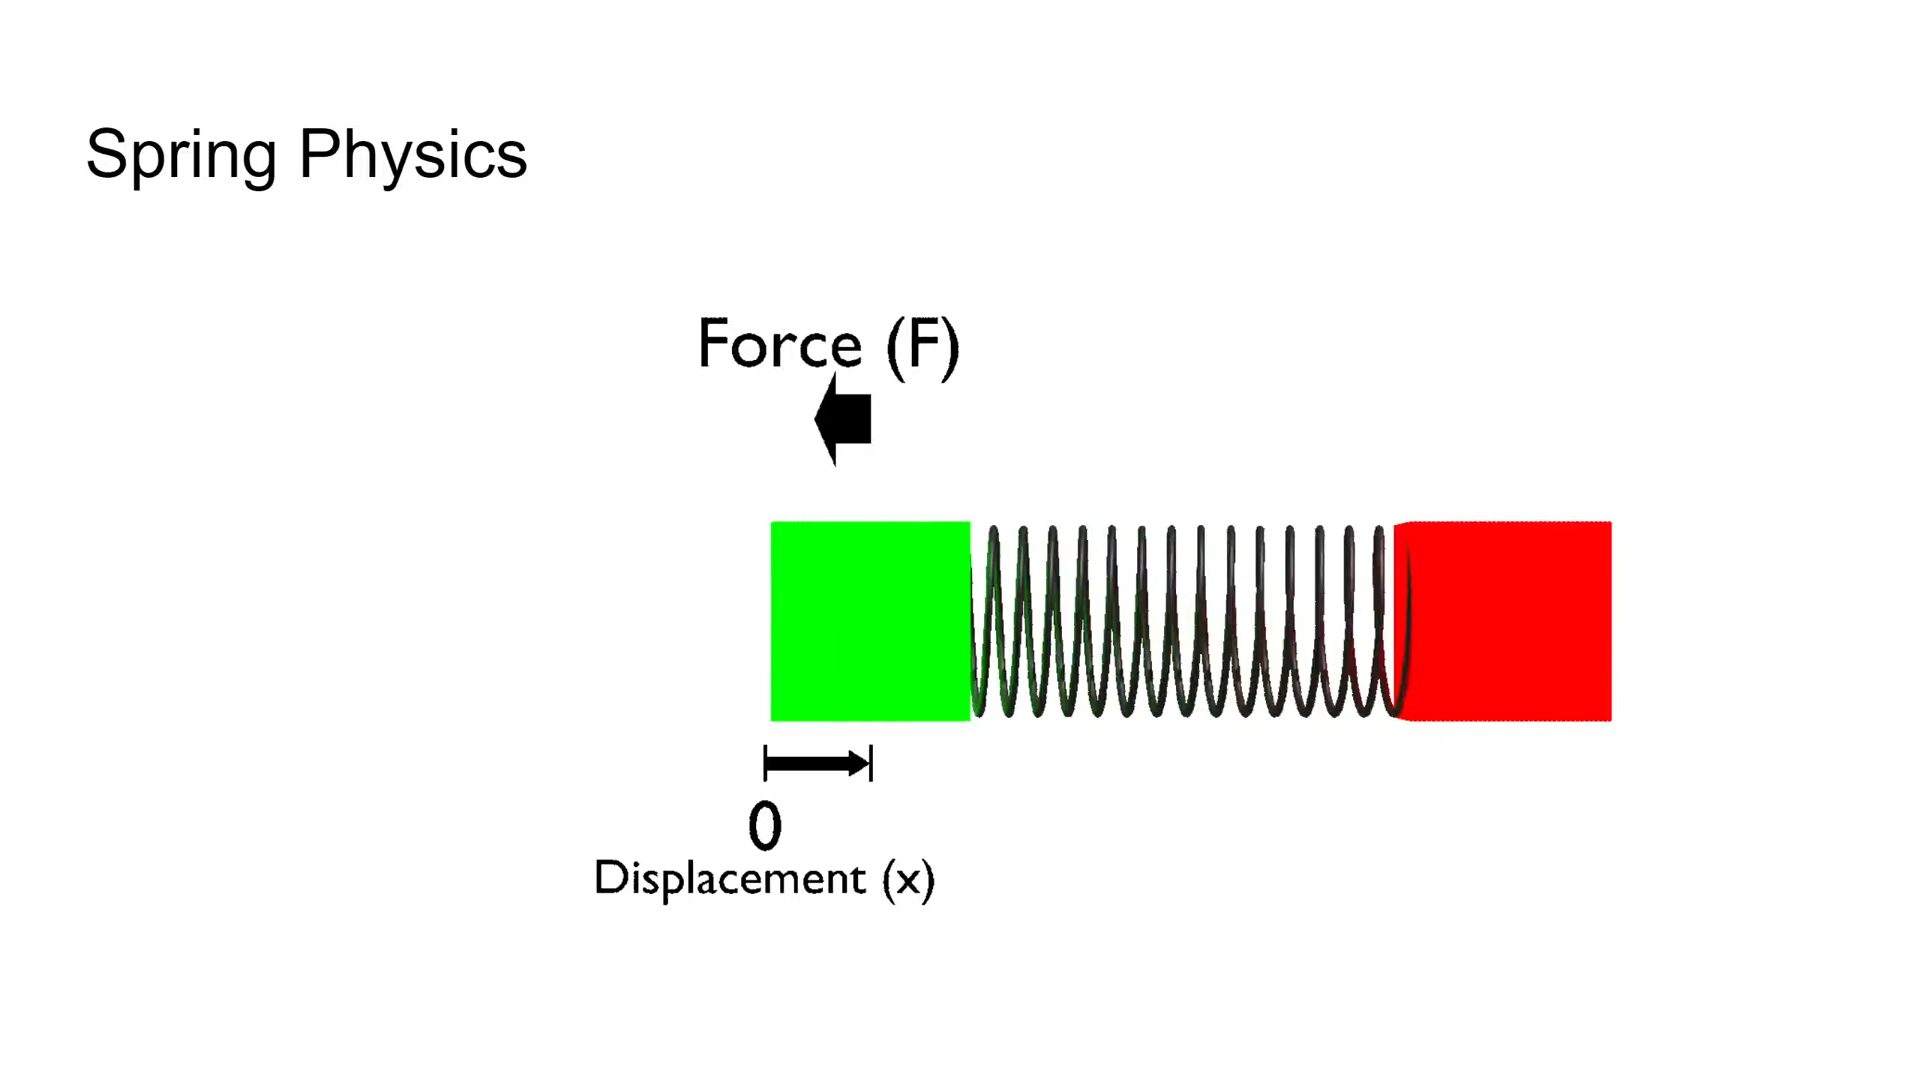 Spring Physics
Force (F)
0
Displacement (x)